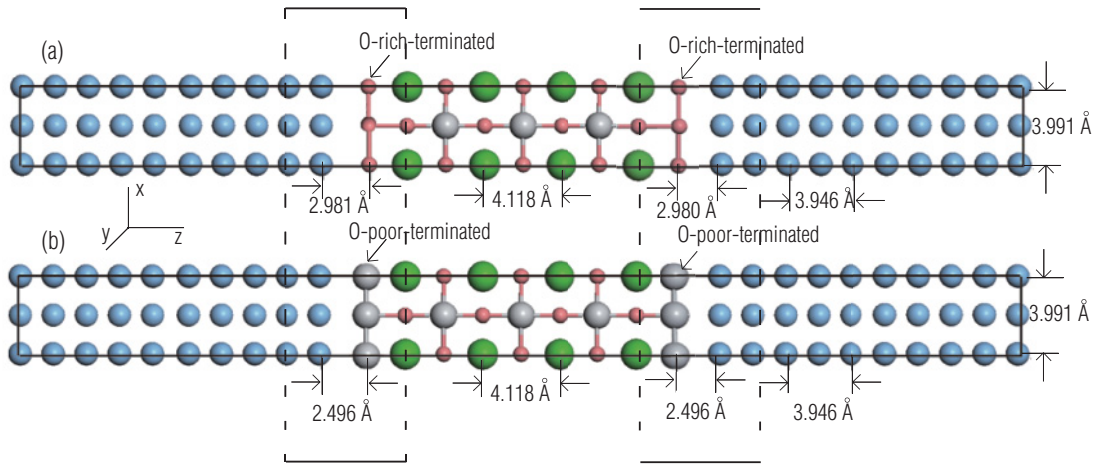 (a)
O-rich-terminated
O-rich-terminated
3.991 Å
2.981 Å
4.118 Å
2.980 Å
3.946 Å
x
y
z
(b)
O-poor-terminated
O-poor-terminated
3.991 Å
2.496 Å
4.118 Å
2.496 Å
3.946 Å